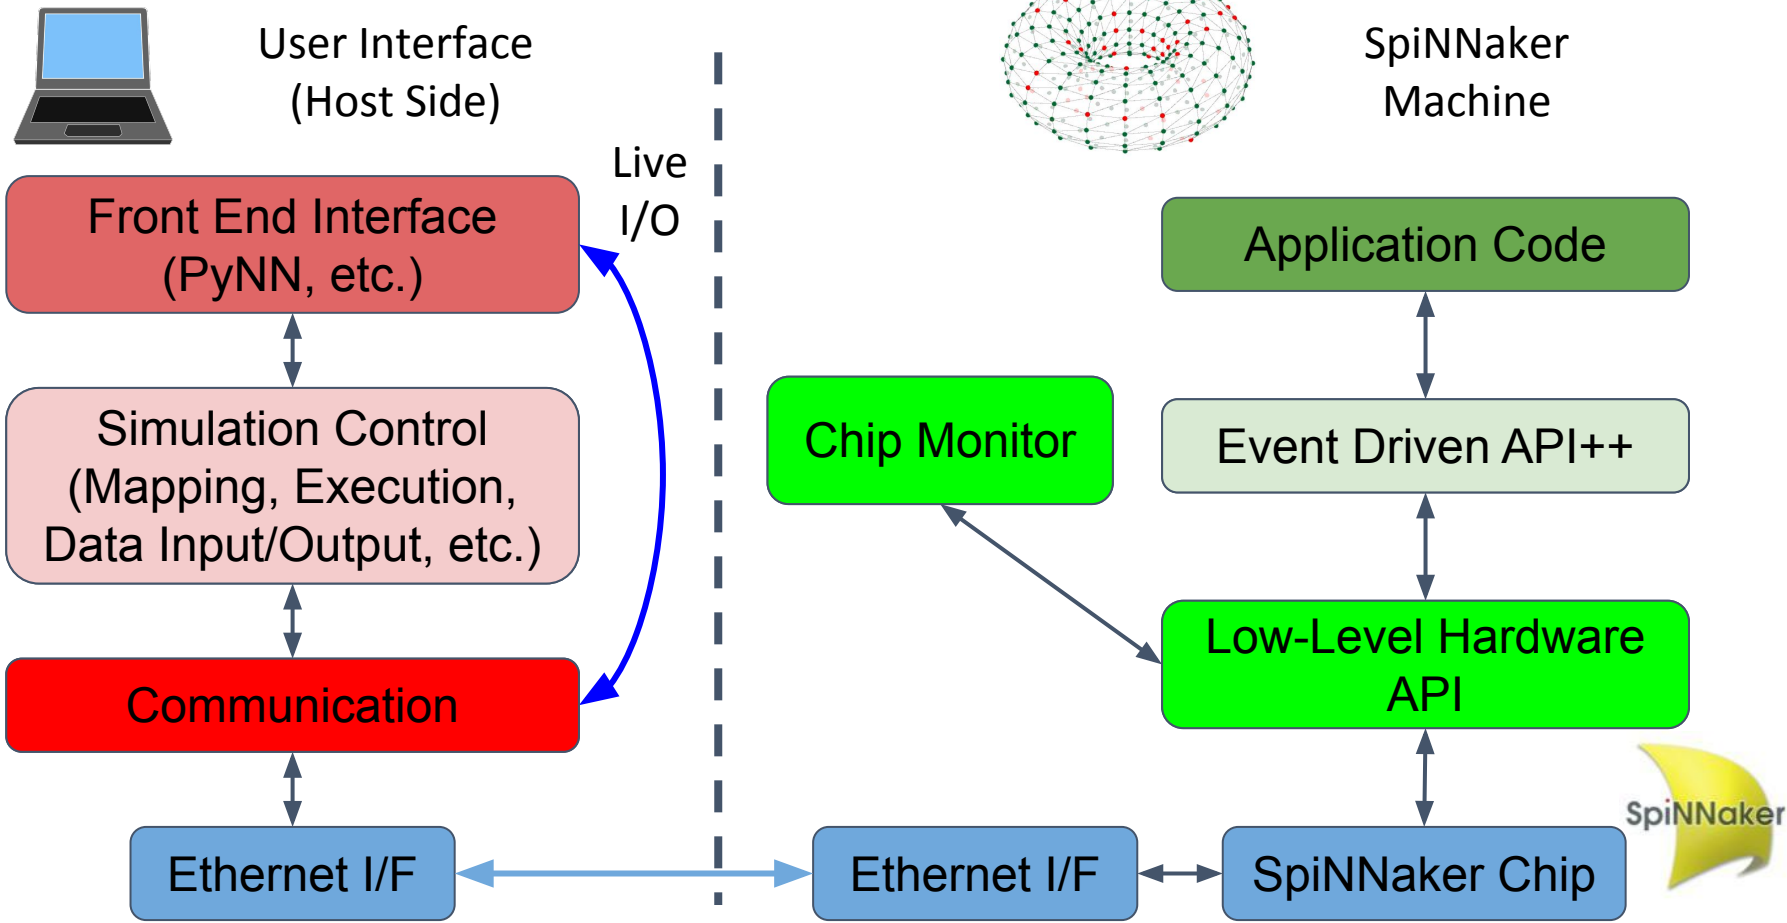 User Interface
(Host Side)
SpiNNaker
Machine
Live
I/O
Front End Interface
(PyNN, etc.)
Application Code
Simulation Control
(Mapping, Execution,
Data Input/Output, etc.)
Chip Monitor
Event Driven API++
Communication
Low-Level Hardware
API
SpiNNaker
Ethernet I/F
Ethernet I/F
SpiNNaker Chip